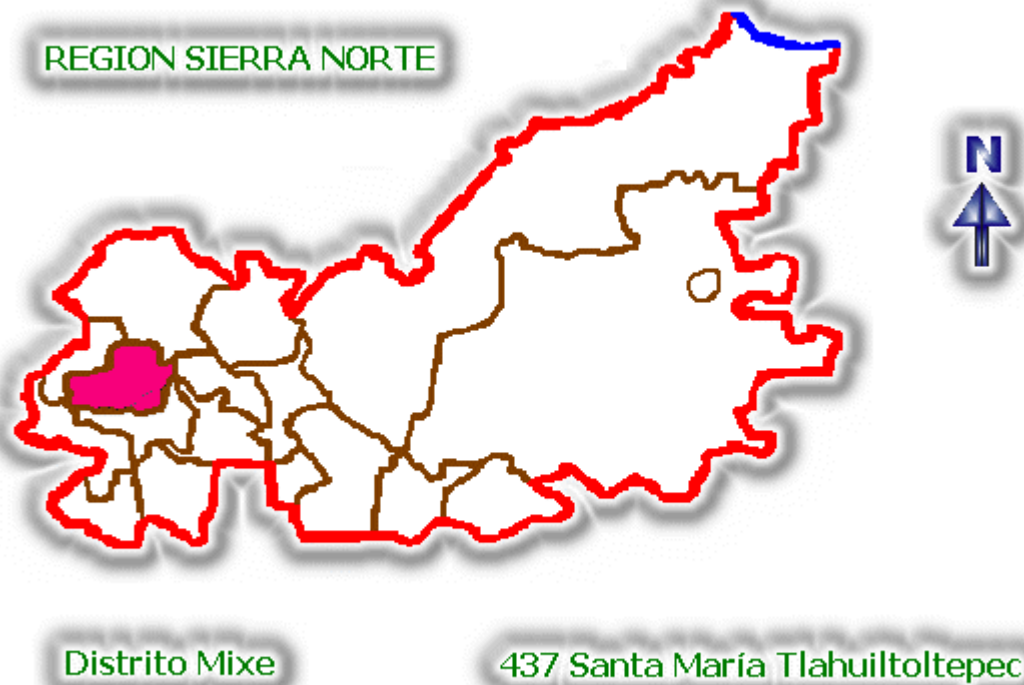 REGION SIERRA NORTE
N
Distrito Mixe
437 Santa María Tlahuiltoltepec